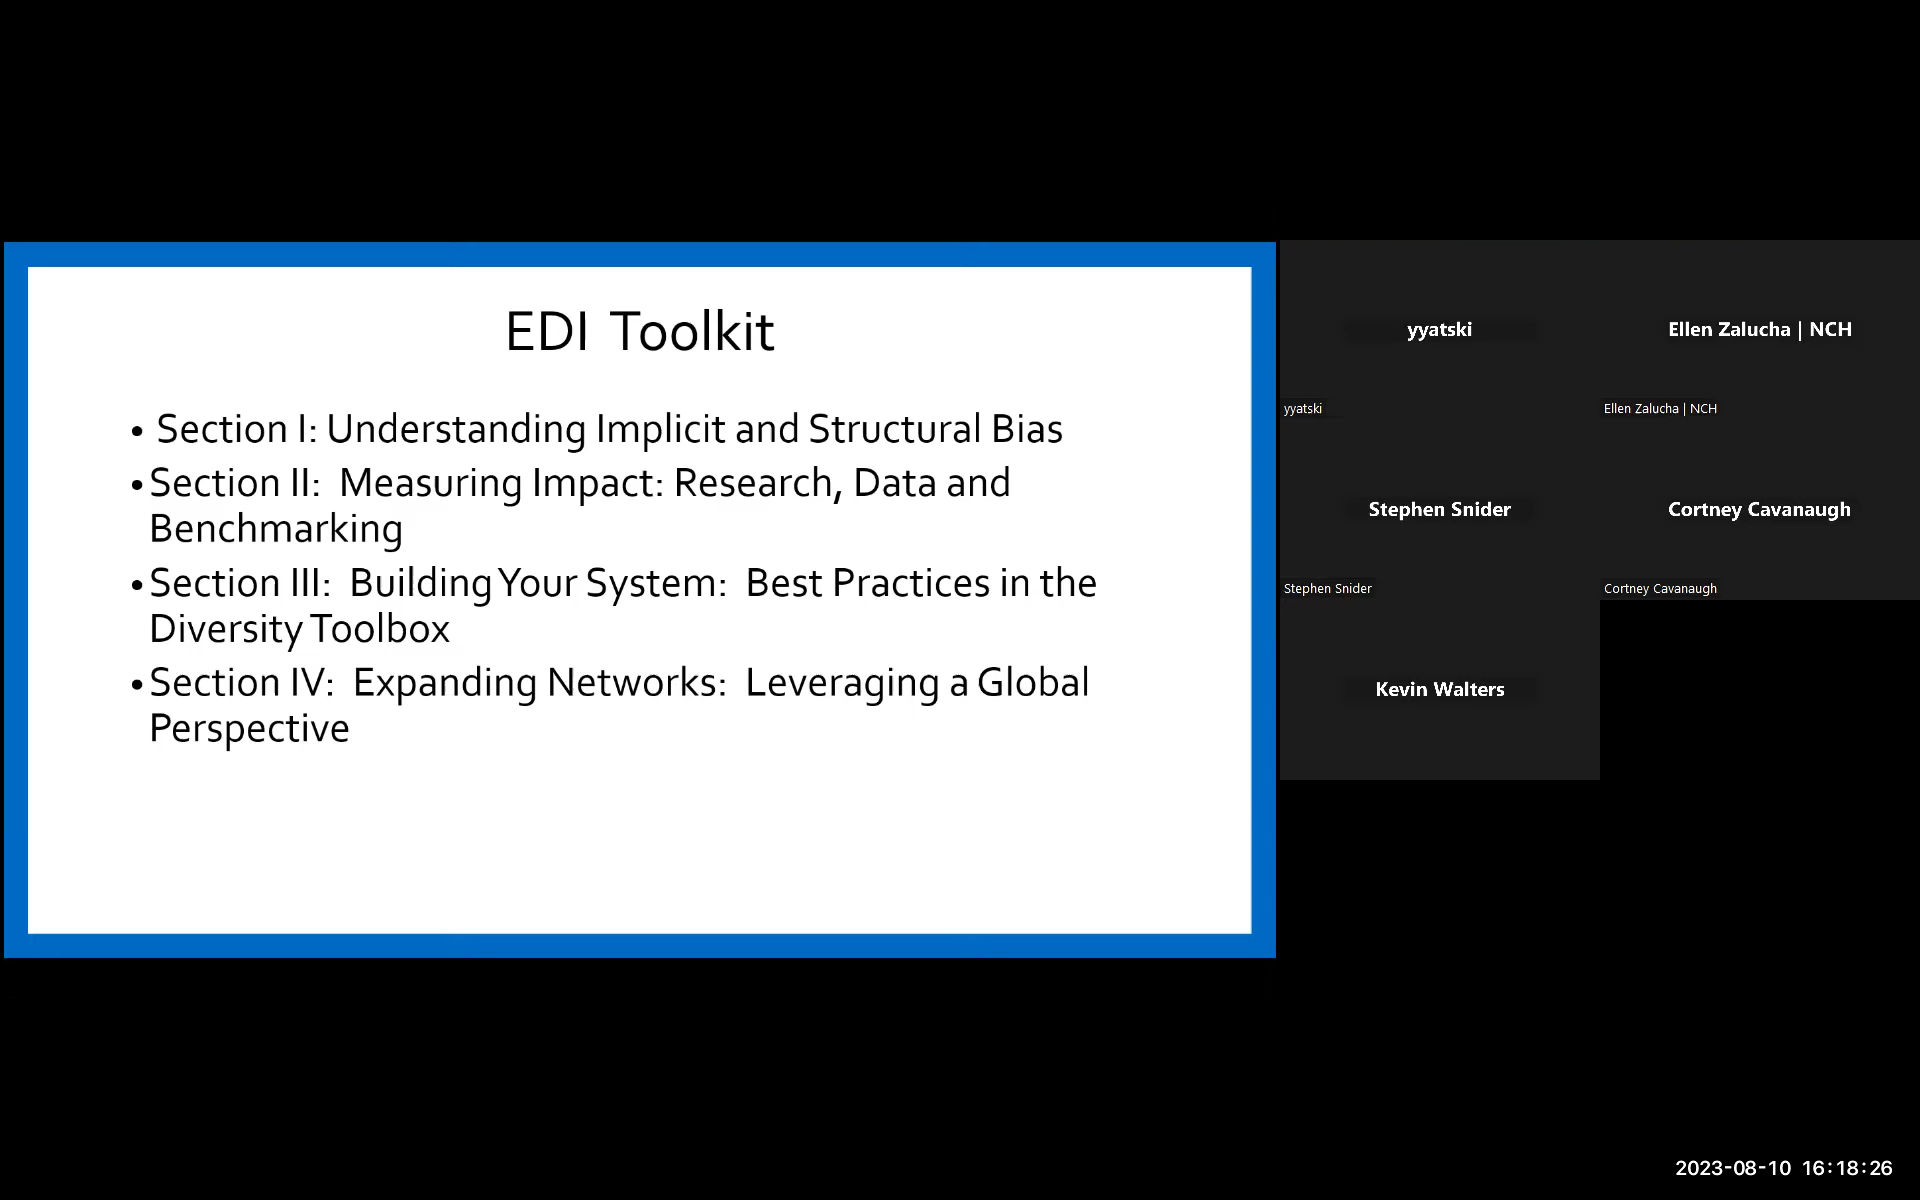 EDI Toolkit
• Section I: Understanding Implicit and Structural Bias
• Section II: Measuring Impact: Research, Data and
Benchmarking
• Section III: Building Your System: Best Practices in the
Diversity Toolbox
• Section IV: Expanding Networks: Leveraging a Global
Perspective
yyatski
yyatski
Ellen Zalucha | NCH
Ellen Zalucha | NCH
Stephen Snider
Stephen Snider
Cortney Cavanaugh
Cortney Cavanaugh
Kevin Walters
2023-08-10 16:18:26